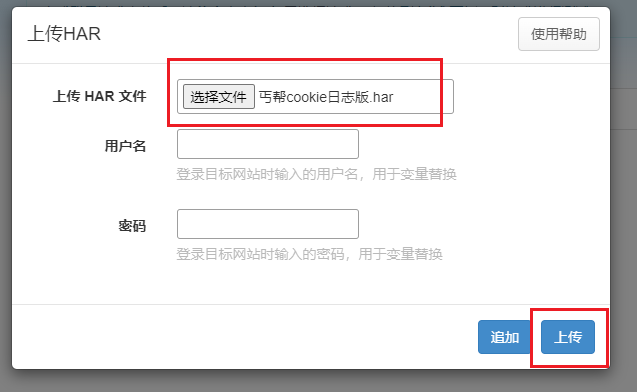 上传HAR
使用帮助
上传 HAR 文件
选择文件 丐帮cookie日志版.har
用户名
登录目标网站时输入的用户名，用于变量替换
密码
登录目标网站时输入的密码，用于变量替换
追加
上传